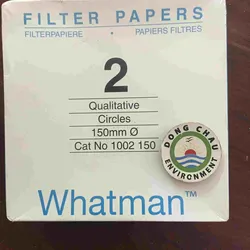 FILTER PAPERS
FILTERPAPIERE PAPIERS FILTRES
2
Qualitative
Circles
150mm Ø
Cat No 1002 150
DONG CHAU
ENVIRONMENT
Whatman™